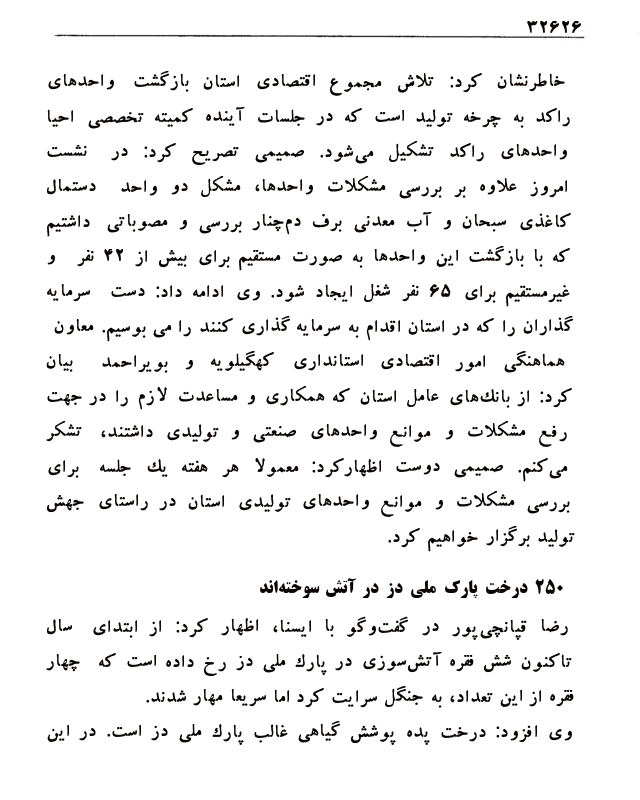 ۳۲۶۲۶
خاطرنشان کرد: تلاش مجموع اقتصادی استان بازگشت واحدهای
راکد به چرخه تولید است که در جلسات آینده کمیته تخصصی احیا
واحدهای راکد تشکیل می‌شود. صمیمی تصریح کرد: در نشست
امروز علاوه بر بررسی مشکلات واحدها، مشکل دو واحد دستمال
کاغذی سبحان و آب معدنی برف دم‌چنار بررسی و مصوباتی داشتیم
که با بازگشت این واحدها به صورت مستقیم برای بیش از ۴۲ نفر و
غیرمستقیم برای ۶۵ نفر شغل ایجاد شود. وی ادامه داد: دست سرمایه
گذاران را که در استان اقدام به سرمایه گذاری کنند را می بوسیم. معاون
هماهنگی امور اقتصادی استانداری کهگیلویه و بویراحمد بیان
کرد: از بانك‌های عامل استان که همکاری و مساعدت لازم را در جهت
رفع مشکلات و موانع واحدهای صنعتی و تولیدی داشتند، تشکر
می‌کنم. صمیمی دوست اظهارکرد: معمولا هر هفته یك جلسه برای
بررسی مشکلات و موانع واحدهای تولیدی استان در راستای جهش
تولید برگزار خواهیم کرد.
۲۵۰ درخت پارک ملی دز در آتش سوخته‌اند
رضا قپانچی‌پور در گفت‌وگو با ایسنا، اظهار کرد: از ابتدای سال
تاکنون شش فقره آتش‌سوزی در پارك ملی دز رخ داده است که چهار
فقره از این تعداد، به جنگل سرایت کرد اما سریعا مهار شدند.
وی افزود: درخت پده پوشش گیاهی غالب پارك ملی دز است. در این